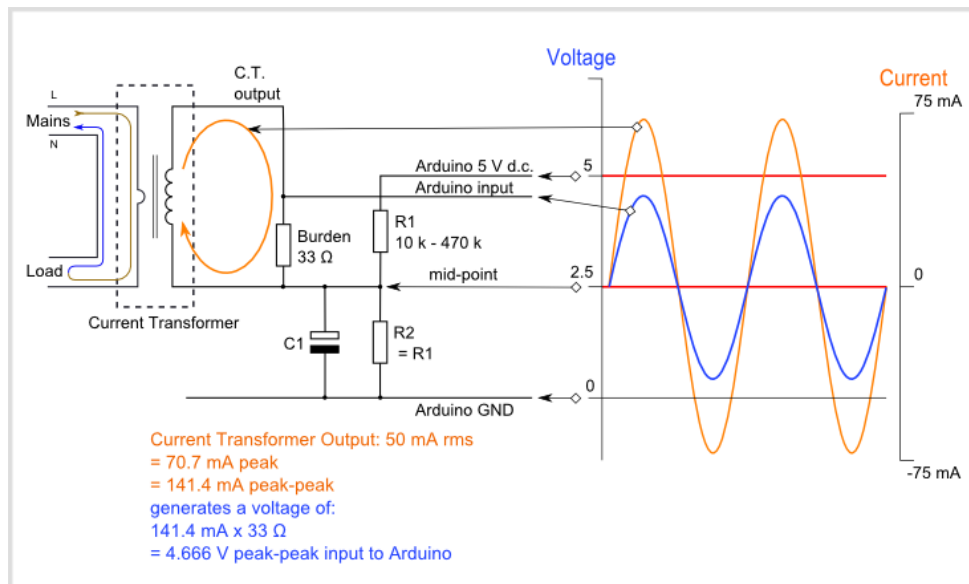 Voltage
Current
C.T.
output
75 mA
L
Mains
N
Arduino 5 V d.c.
5
Arduino input
R1
10 k - 470 k
Burden
33 Ω
Load
mid-point
2.5
0
Current Transformer
C1
R2
= R1
0
Arduino GND
-75 mA
Current Transformer Output: 50 mA rms
= 70.7 mA peak
= 141.4 mA peak-peak
generates a voltage of:
141.4 mA x 33 Ω
= 4.666 V peak-peak input to Arduino